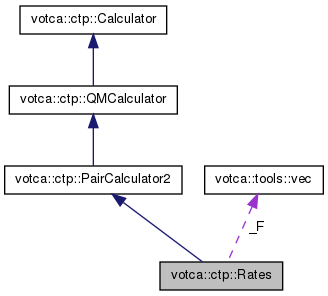 votca::ctp::Calculator
votca::ctp::QMCalculator
votca::ctp::PairCalculator2
votca::tools::vec
_F
votca::ctp::Rates